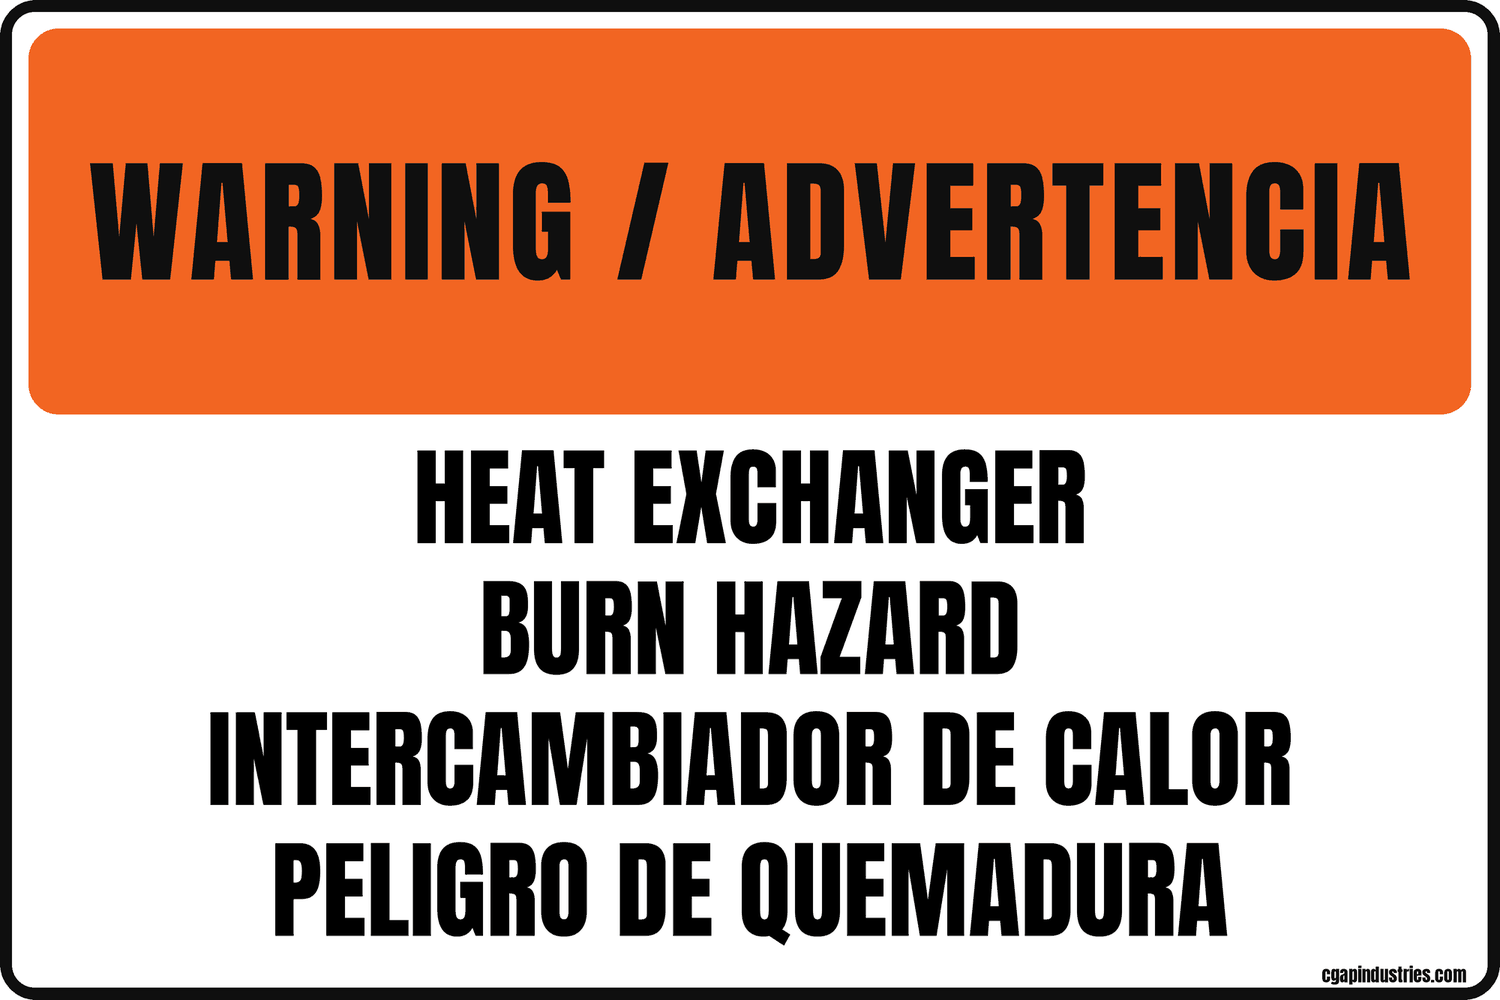 WARNING / ADVERTENCIA
HEAT EXCHANGER
BURN HAZARD
INTERCAMBIADOR DE CALOR
PELIGRO DE QUEMADURA
cgapindustries.com